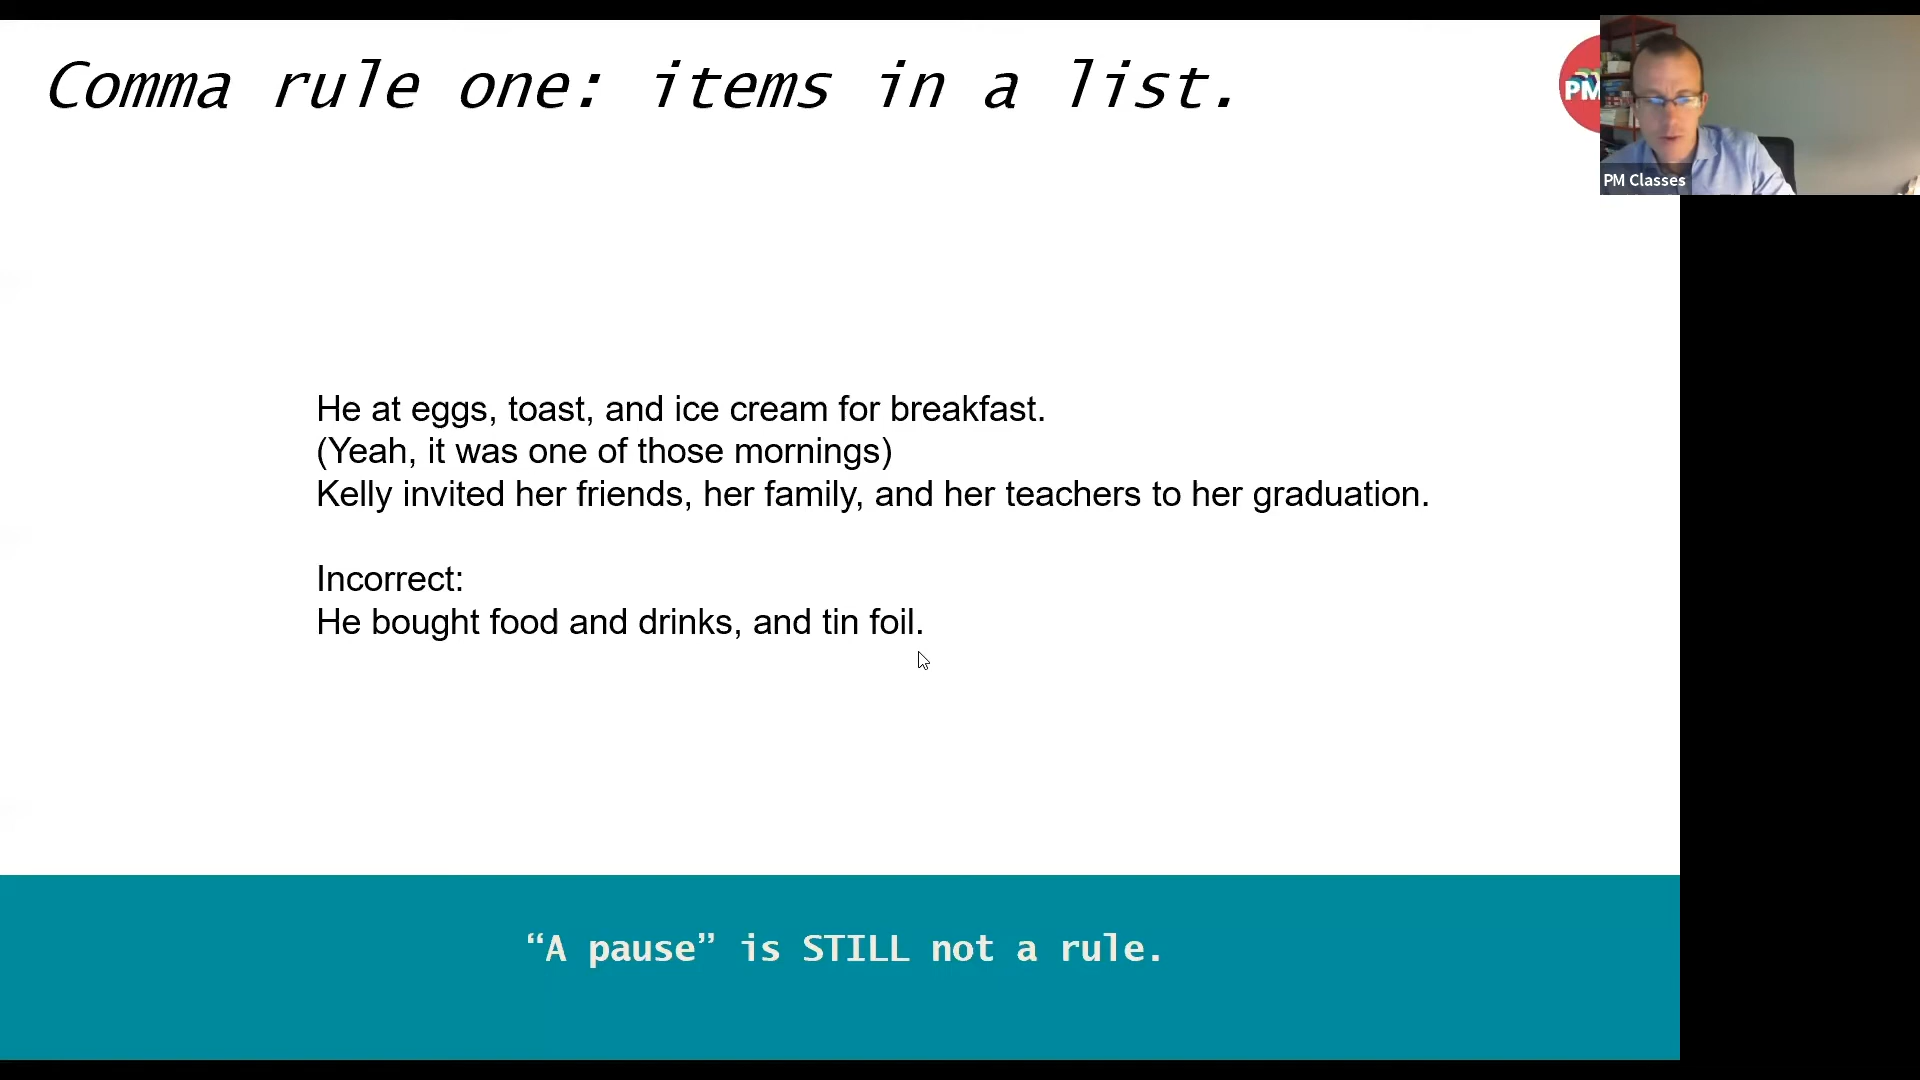 Comma rule one: items in a list.
PM
PM Classes
He at eggs, toast, and ice cream for breakfast.
(Yeah, it was one of those mornings)
Kelly invited her friends, her family, and her teachers to her graduation.
Incorrect:
He bought food and drinks, and tin foil.
“A pause” is STILL not a rule.